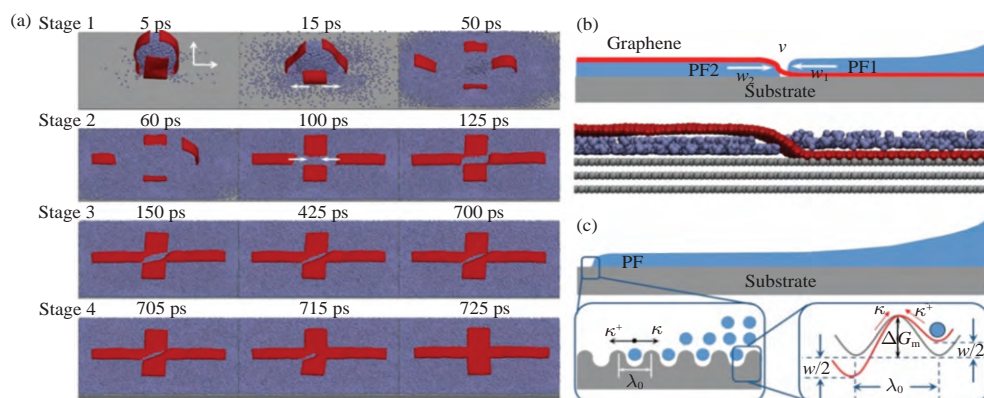 (a)
Stage 1 5 ps 15 ps 50 ps
Stage 2 60 ps 100 ps 125 ps
Stage 3 150 ps 425 ps 700 ps
Stage 4 705 ps 715 ps 725 ps
(b)
Graphene v
PF2 w₂ w₁ PF1
Substrate
(c)
PF
Substrate
κ⁺ κ
λ₀
κ κ⁺
ΔGₘ
w/2 w/2
λ₀